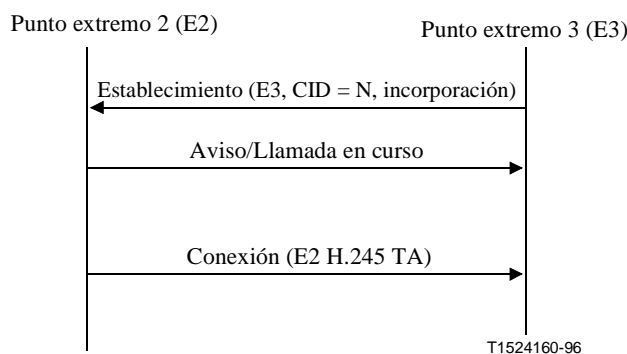 Punto extremo 2 (E2)
Punto extremo 3 (E3)
Establecimiento (E3, CID = N, incorporación)
Aviso/Llamada en curso
Conexión (E2 H.245 TA)
T1524160-96